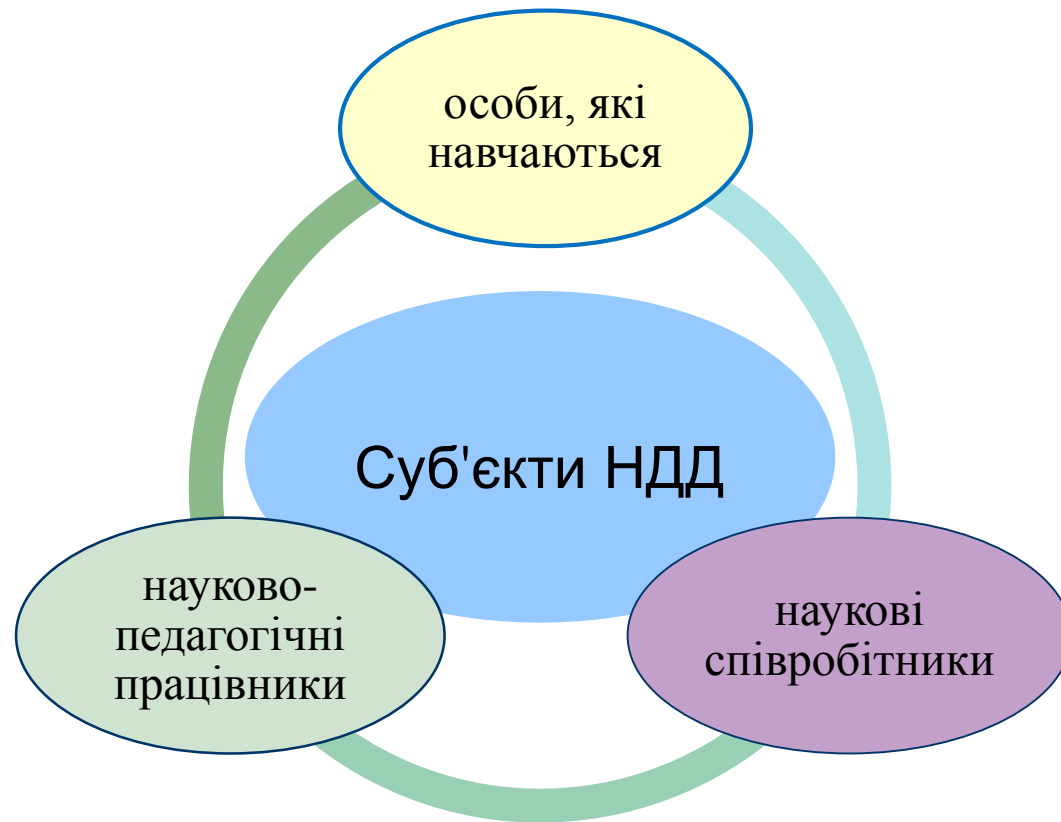 особи, які
навчаються
Суб'єкти НДД
науково-
педагогічні
працівники
наукові
співробітники